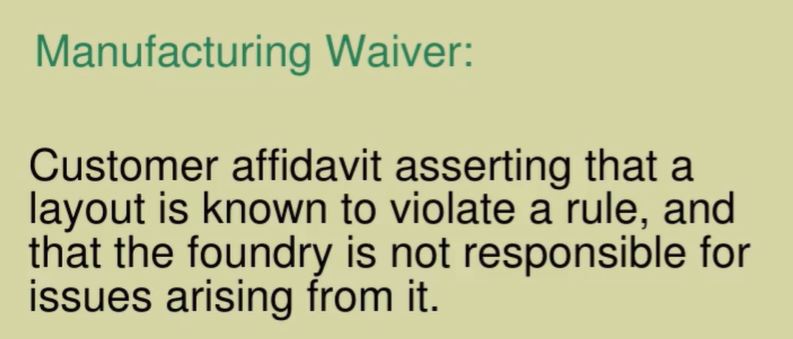 Manufacturing Waiver:
Customer affidavit asserting that a
layout is known to violate a rule, and
that the foundry is not responsible for
issues arising from it.